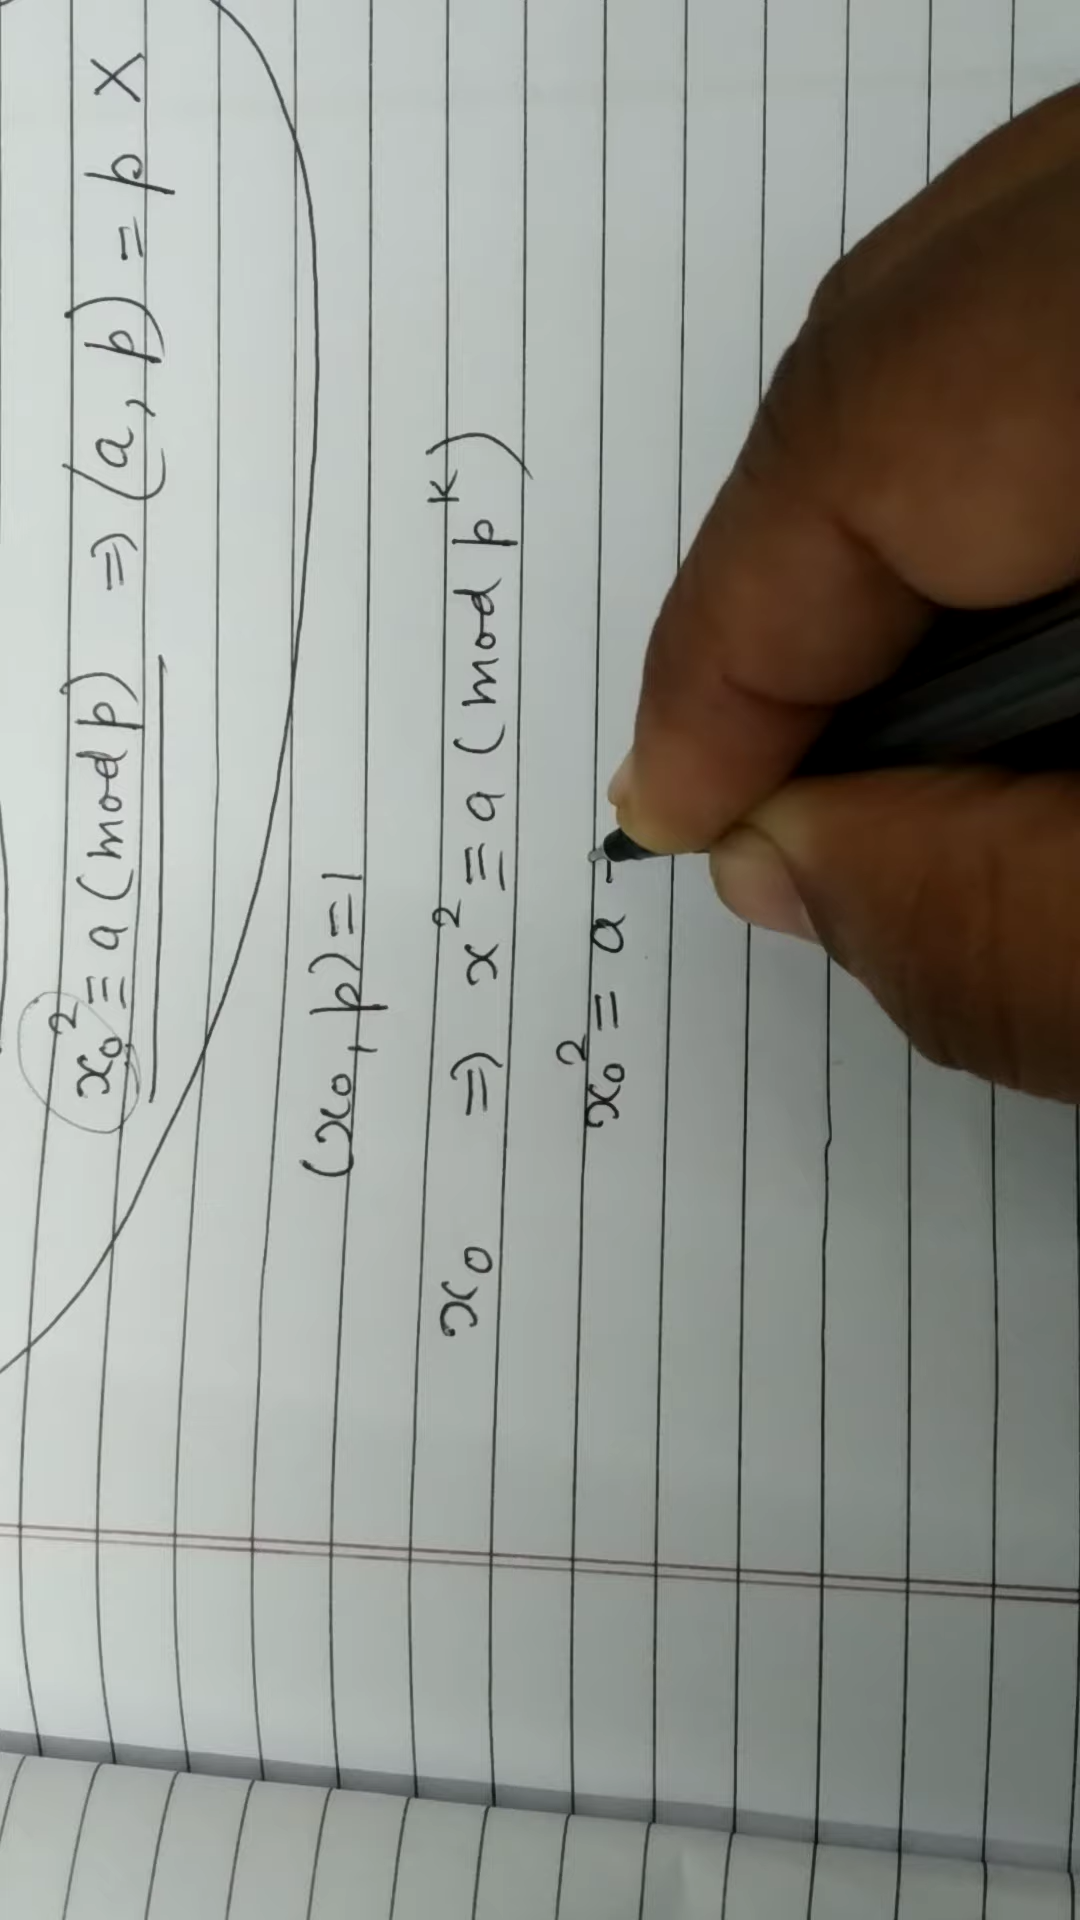 x₀² ≡ a (mod p) ⇒ (a, p) = p ✗
(x₀, p) = 1
x₀ ⇒ x² ≡ a (mod pᴷ)
x₀² = a